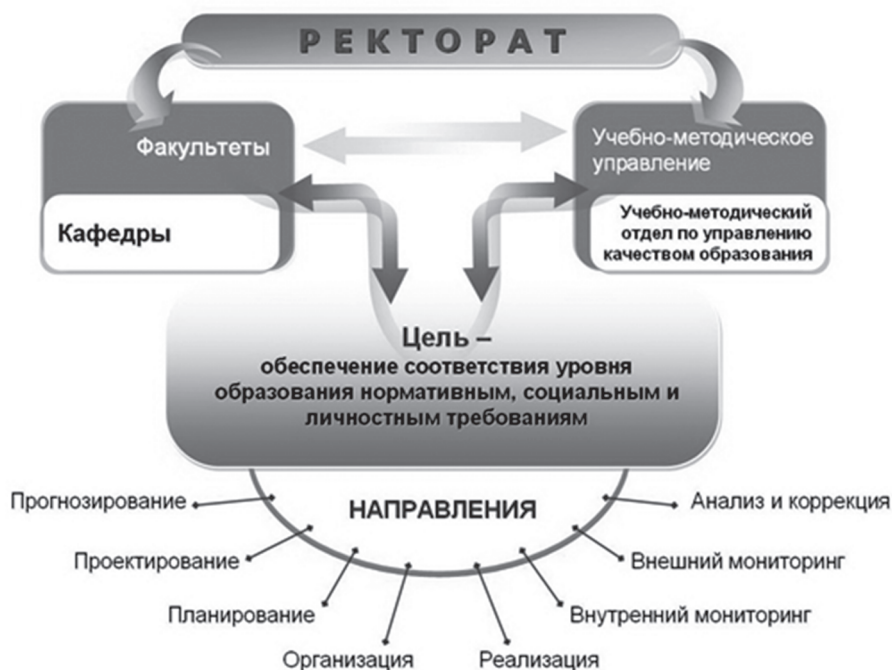 РЕКТОРАТ
Факультеты
Кафедры
Учебно-методическое
управление
Учебно-методический
отдел по управлению
качеством образования
Цель –
обеспечение соответствия уровня
образования нормативным, социальным и
личностным требованиям
НАПРАВЛЕНИЯ
Прогнозирование
Проектирование
Планирование
Организация
Реализация
Внутренний мониторинг
Внешний мониторинг
Анализ и коррекция